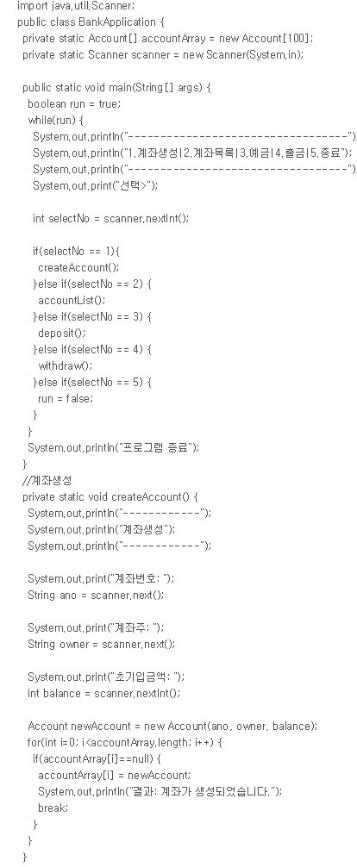 import java.util.Scanner;
public class BankApplication {
private static Account[] accountArray = new Account[100];
private static Scanner scanner = new Scanner(System.in);
public static void main(String[] args) {
boolean run = true;
while(run) {
System.out.println("----------------------------------");
System.out.println("1.계좌생성|2.계좌목록|3.예금|4.출금|5.종료");
System.out.println("----------------------------------");
System.out.print("선택>");
int selectNo = scanner.nextInt();
if(selectNo == 1){
createAccount();
}else if(selectNo == 2) {
accountList();
}else if(selectNo == 3) {
deposit();
}else if(selectNo == 4) {
withdraw();
}else if(selectNo == 5) {
run = false;
}
}
System.out.println("프로그램 종료");
}
//계좌생성
private static void createAccount() {
System.out.println("------------");
System.out.println("계좌생성");
System.out.println("------------");
System.out.print("계좌번호: ");
String ano = scanner.next();
System.out.print("계좌주: ");
String owner = scanner.next();
System.out.print("초기입금액: ");
int balance = scanner.nextInt();
Account newAccount = new Account(ano, owner, balance);
for(int i=0; i<accountArray.length; i++) {
if(accountArray[i]==null) {
accountArray[i] = newAccount;
System.out.println("결과: 계좌가 생성되었습니다.");
break;
}
}
}